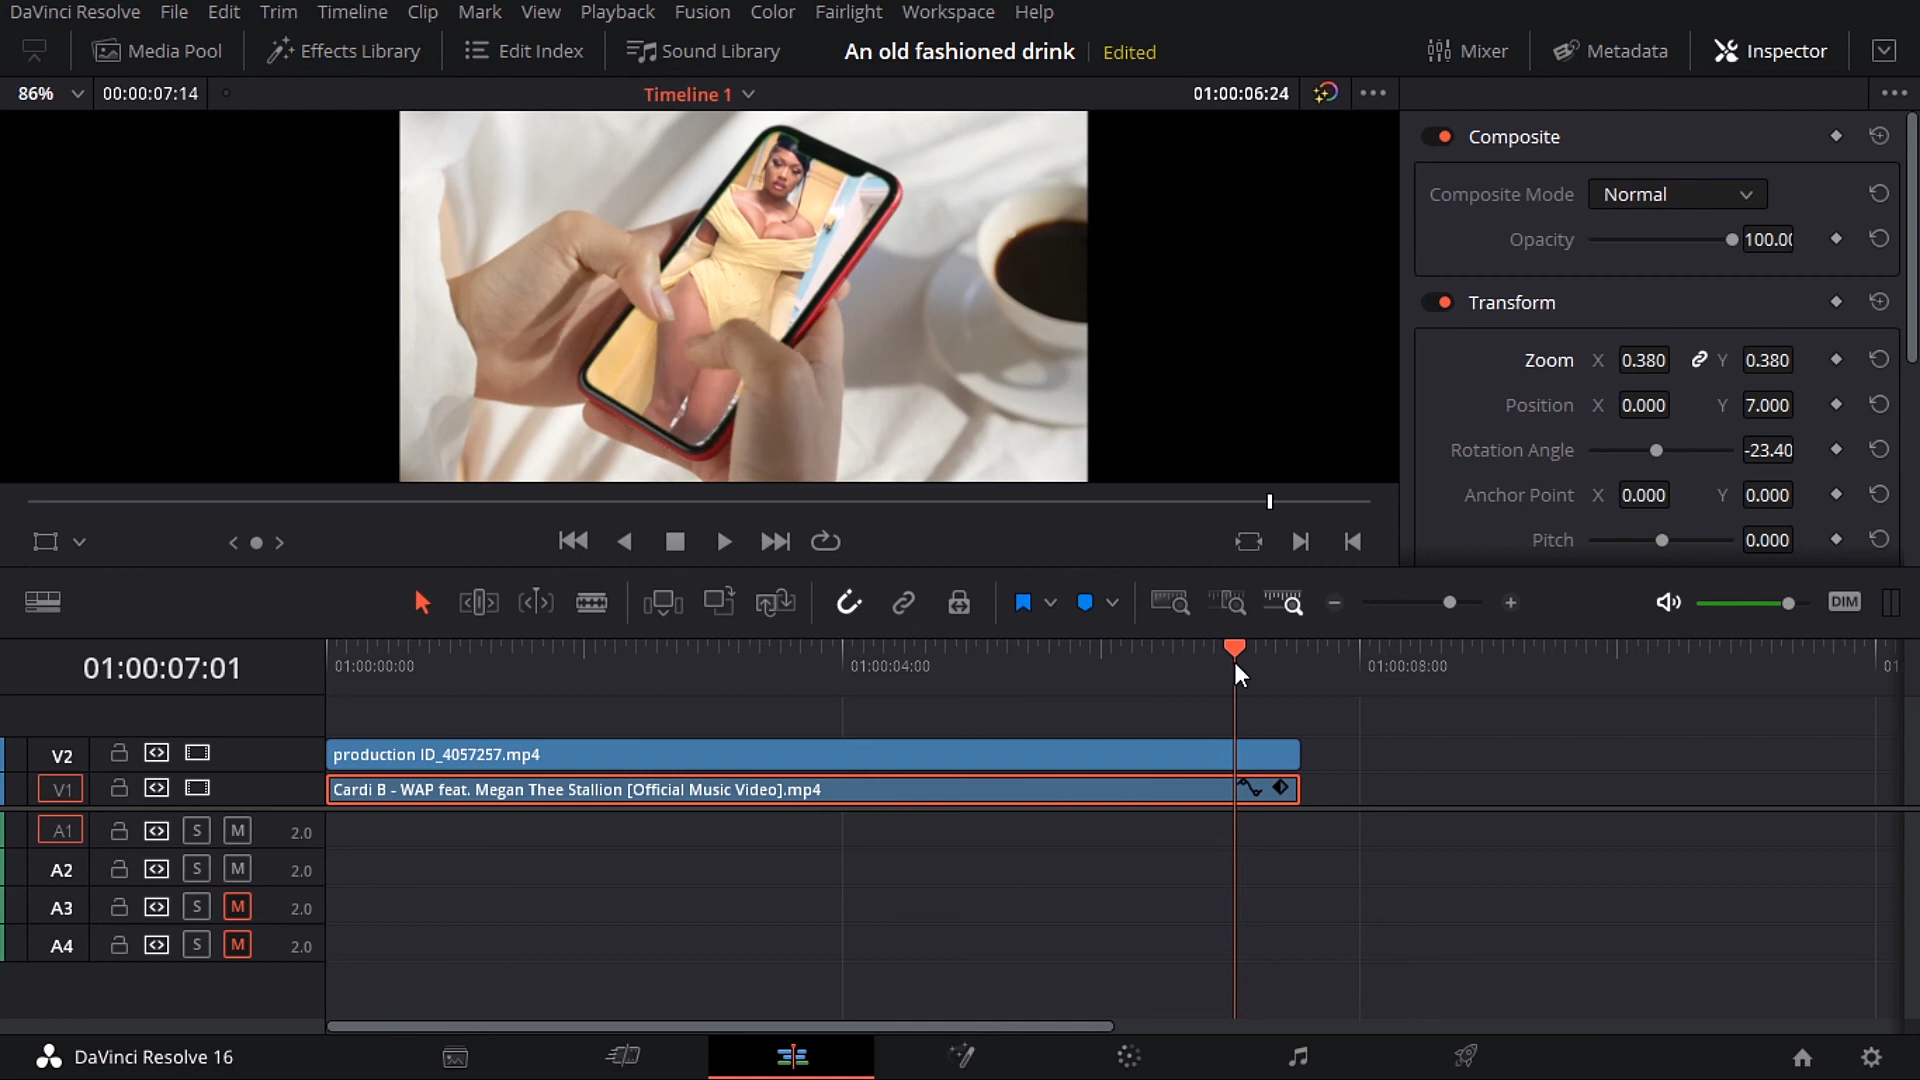 DaVinci Resolve File Edit Trim Timeline Clip Mark View Playback Fusion Color Fairlight Workspace Help
Media Pool Effects Library Edit Index Sound Library An old fashioned drink Edited Mixer Metadata Inspector
86% 00:00:07:14 Timeline 1 01:00:06:24
Composite
Composite Mode Normal
Opacity 100.00
Transform
Zoom X 0.380 Y 0.380
Position X 0.000 Y 7.000
Rotation Angle -23.40
Anchor Point X 0.000 Y 0.000
Pitch 0.000
DIM
01:00:07:01 01:00:00:00 01:00:04:00 01:00:08:00 01
V2 production ID_4057257.mp4
V1 Cardi B - WAP feat. Megan Thee Stallion [Official Music Video].mp4
A1 S M 2.0
A2 S M 2.0
A3 S M 2.0
A4 S M 2.0
DaVinci Resolve 16